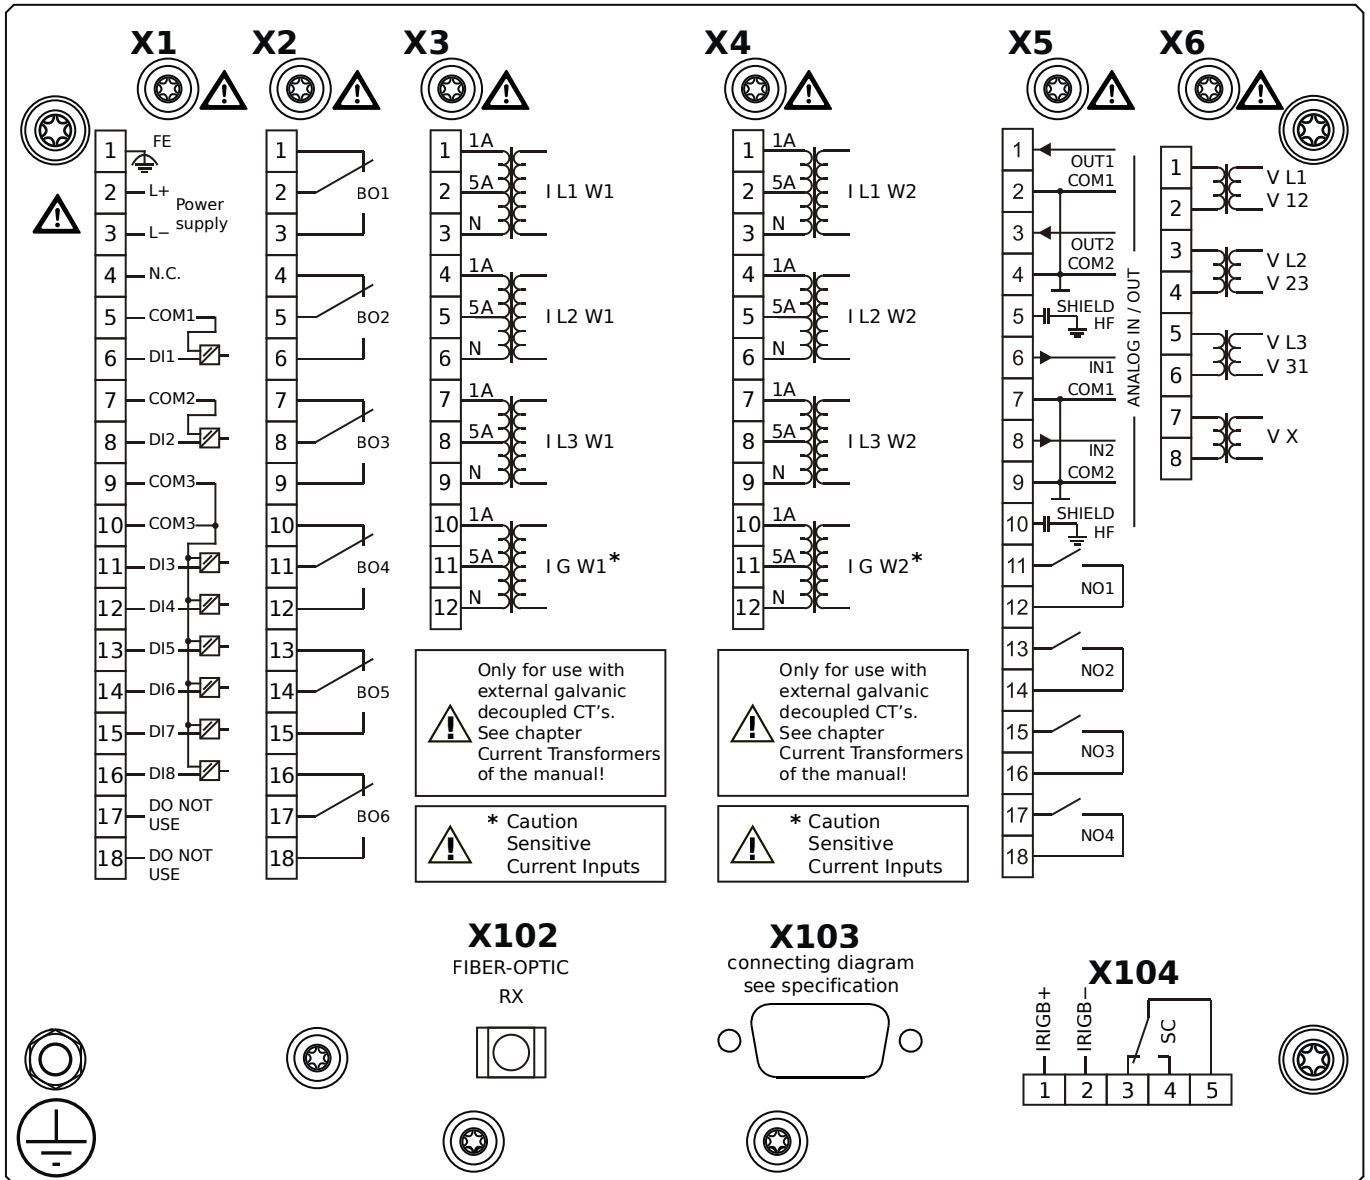 X1
X2
X3
X4
X5
X6
1 FE
2 L+
Power
supply
3 L−
4 N.C.
5 COM1
6 DI1
7 COM2
8 DI2
9 COM3
10 COM3
11 DI3
12 DI4
13 DI5
14 DI6
15 DI7
16 DI8
17 DO NOT
USE
18 DO NOT
USE
1
2 BO1
3
4
5 BO2
6
7
8 BO3
9
10
11 BO4
12
13
14 BO5
15
16
17 BO6
18
1 1A
2 5A I L1 W1
3 N
4 1A
5 5A I L2 W1
6 N
7 1A
8 5A I L3 W1
9 N
10 1A
11 5A I G W1*
12 N
Only for use with
external galvanic
decoupled CT's.
See chapter
Current Transformers
of the manual!
* Caution
Sensitive
Current Inputs
1 1A
2 5A I L1 W2
3 N
4 1A
5 5A I L2 W2
6 N
7 1A
8 5A I L3 W2
9 N
10 1A
11 5A I G W2*
12 N
Only for use with
external galvanic
decoupled CT's.
See chapter
Current Transformers
of the manual!
* Caution
Sensitive
Current Inputs
1
OUT1
2 COM1
3
OUT2
4 COM2
5 SHIELD
HF
6
IN1
7 COM1
8
IN2
9 COM2
10 SHIELD
HF
ANALOG IN / OUT
11
NO1
12
13
NO2
14
15
NO3
16
17
NO4
18
1 V L1
2 V 12
3 V L2
4 V 23
5 V L3
6 V 31
7
V X
8
X102
FIBER-OPTIC
RX
X103
connecting diagram
see specification
X104
IRIGB+
IRIGB−
SC
1 2 3 4 5